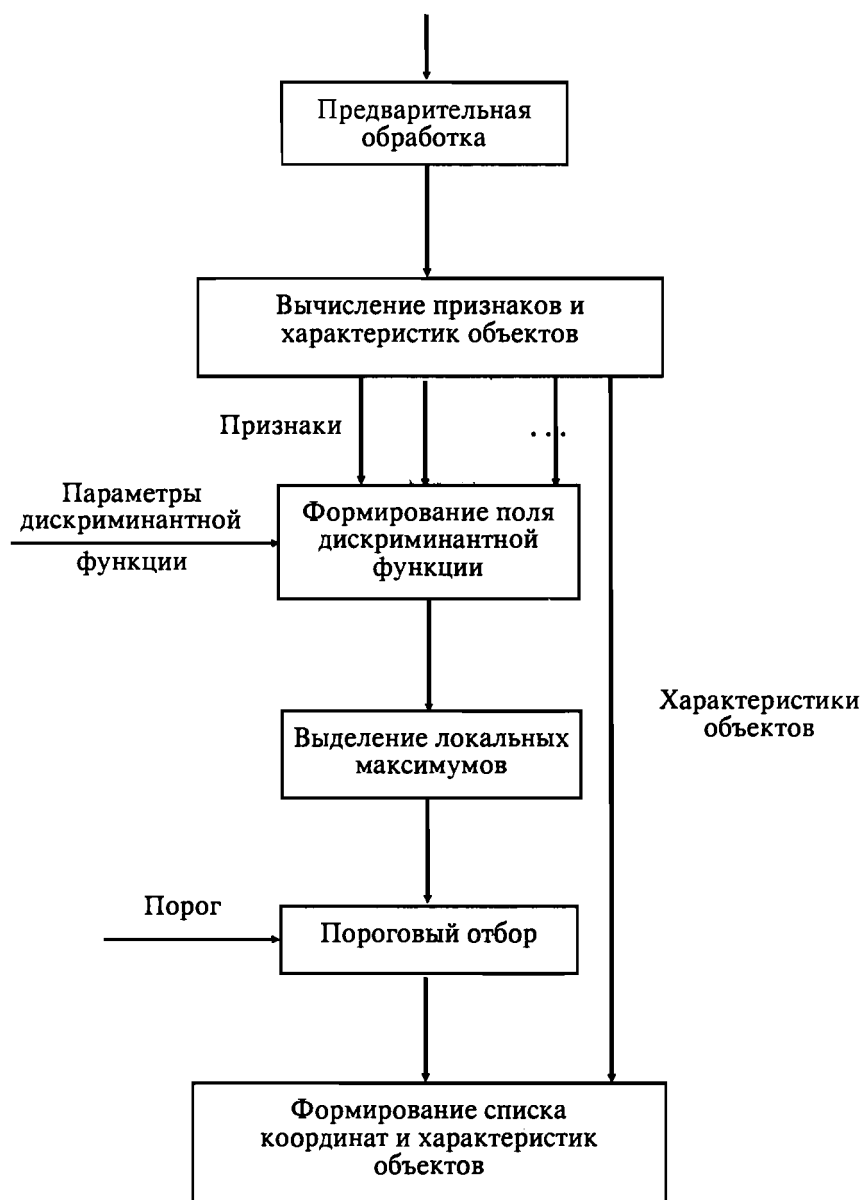 Предварительная
обработка
Вычисление признаков и
характеристик объектов
Признаки
. . .
Параметры
дискриминантной
функции
Формирование поля
дискриминантной
функции
Характеристики
объектов
Выделение локальных
максимумов
Порог
Пороговый отбор
Формирование списка
координат и характеристик
объектов